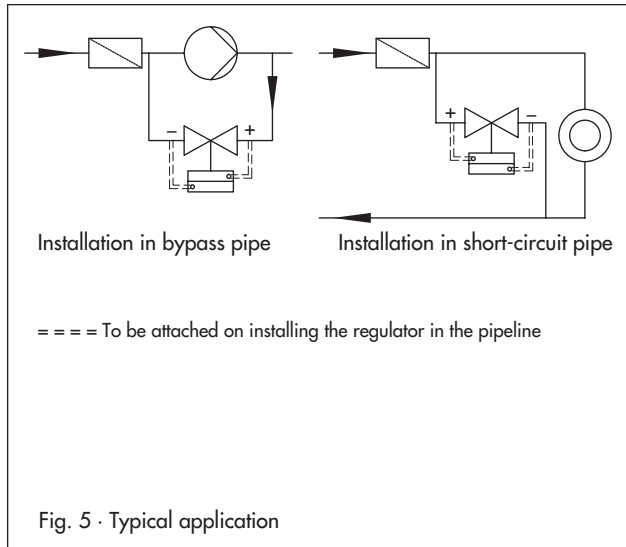 − +
+ −
Installation in bypass pipe
Installation in short-circuit pipe
= = = = To be attached on installing the regulator in the pipeline
Fig. 5 · Typical application